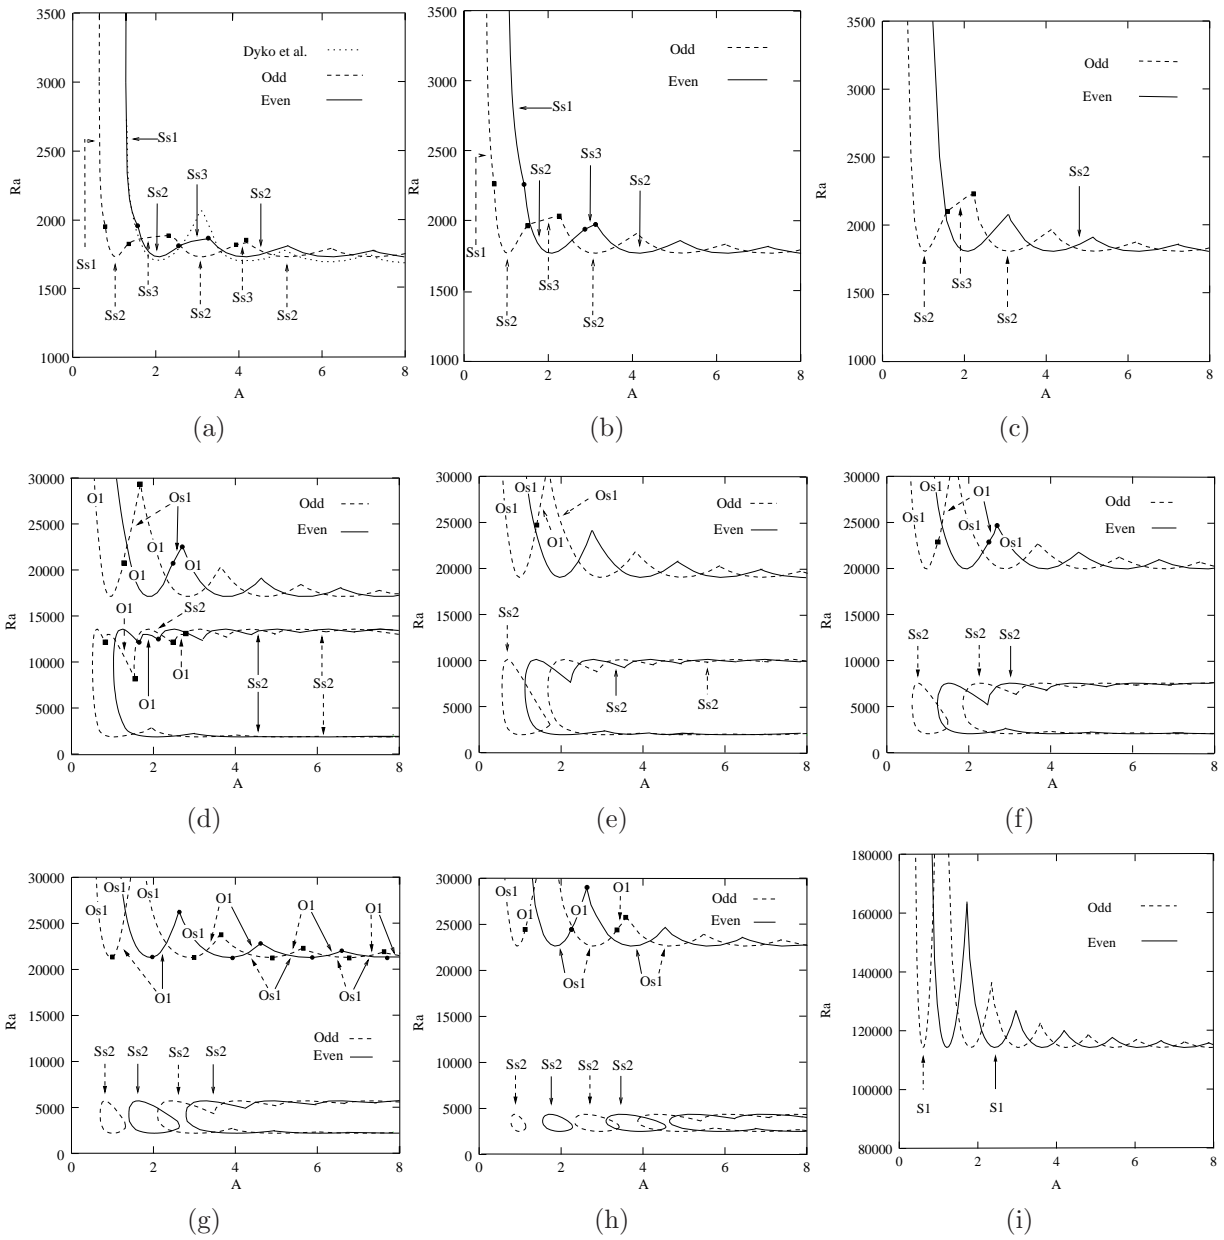 3500
3000
2500
2000
1500
1000
Ra
Dyko et al.
Odd
Even
Ss1
Ss2
Ss3
Ss2
Ss1
Ss2
Ss3
Ss2
Ss3
Ss2
0 2 4 6 8
A
(a)
3500
3000
2500
2000
1500
1000
Ra
Odd
Even
Ss1
Ss3
Ss2
Ss2
Ss1
Ss3
Ss2
Ss2
0 2 4 6 8
A
(b)
3500
3000
2500
2000
1500
1000
Ra
Odd
Even
Ss2
Ss3
Ss2
Ss2
0 2 4 6 8
A
(c)
30000
25000
20000
15000
10000
5000
0
Ra
O1
Os1
Odd
Even
O1
O1
O1
O1
Ss2
O1
O1
Ss2
Ss2
0 2 4 6 8
A
(d)
30000
25000
20000
15000
10000
5000
0
Ra
Os1
Os1
Os1
O1
Odd
Even
Ss2
Ss2
Ss2
0 2 4 6 8
A
(e)
30000
25000
20000
15000
10000
5000
0
Ra
Os1
O1
Os1
Os1
Os1
Odd
Even
Ss2
Ss2
Ss2
0 2 4 6 8
A
(f)
30000
25000
20000
15000
10000
5000
0
Ra
Os1
Os1
Os1
Os1
O1
O1
O1
O1
Os1
Os1
Odd
Even
Ss2
Ss2
Ss2
Ss2
0 2 4 6 8
A
(g)
30000
25000
20000
15000
10000
5000
0
Ra
Os1
O1
O1
O1
Odd
Even
Os1
Os1
Ss2
Ss2
Ss2
Ss2
0 2 4 6 8
A
(h)
180000
160000
140000
120000
100000
80000
Ra
Odd
Even
S1
S1
0 2 4 6 8
A
(i)